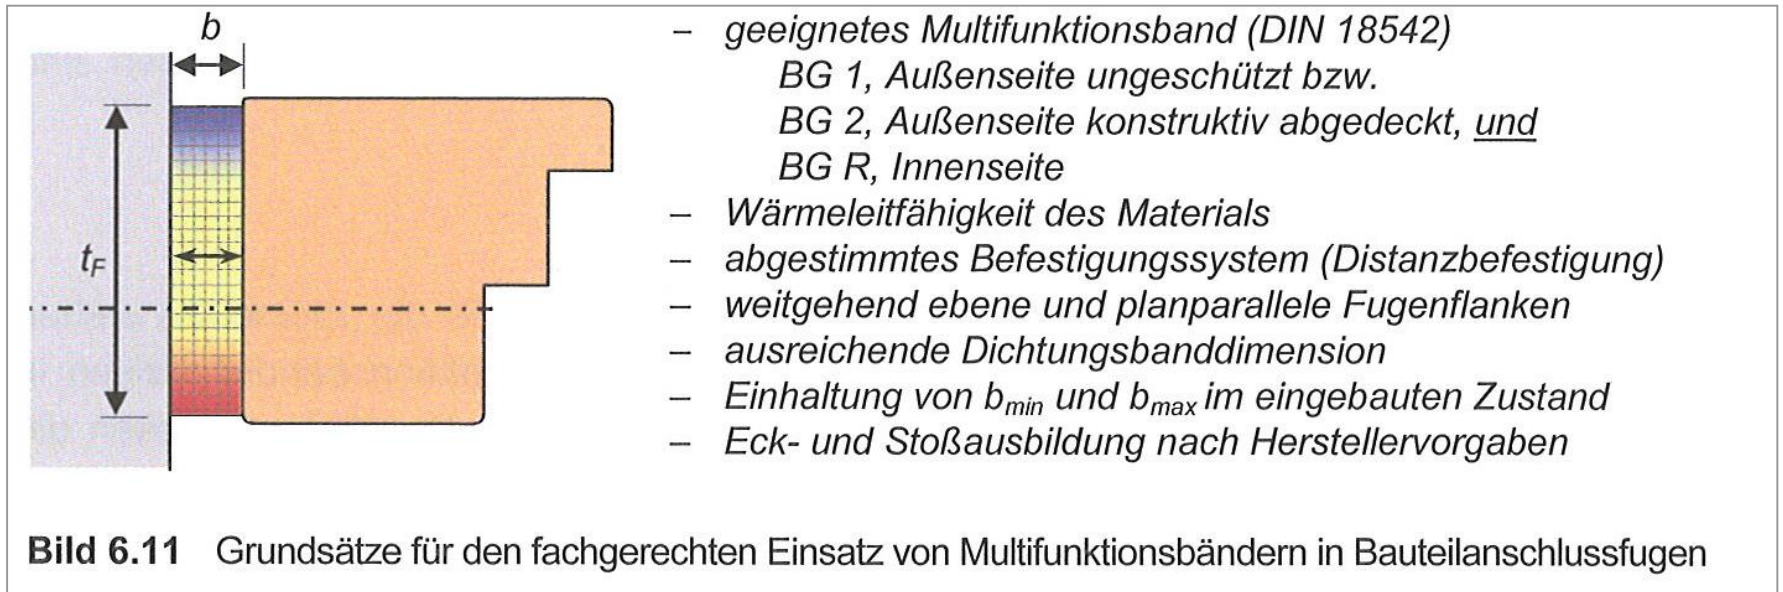 b
t_F
– geeignetes Multifunktionsband (DIN 18542)
BG 1, Außenseite ungeschützt bzw.
BG 2, Außenseite konstruktiv abgedeckt, und
BG R, Innenseite
– Wärmeleitfähigkeit des Materials
– abgestimmtes Befestigungssystem (Distanzbefestigung)
– weitgehend ebene und planparallele Fugenflanken
– ausreichende Dichtungsbanddimension
– Einhaltung von b_min und b_max im eingebauten Zustand
– Eck- und Stoßausbildung nach Herstellervorgaben
Bild 6.11 Grundsätze für den fachgerechten Einsatz von Multifunktionsbändern in Bauteilanschlussfugen